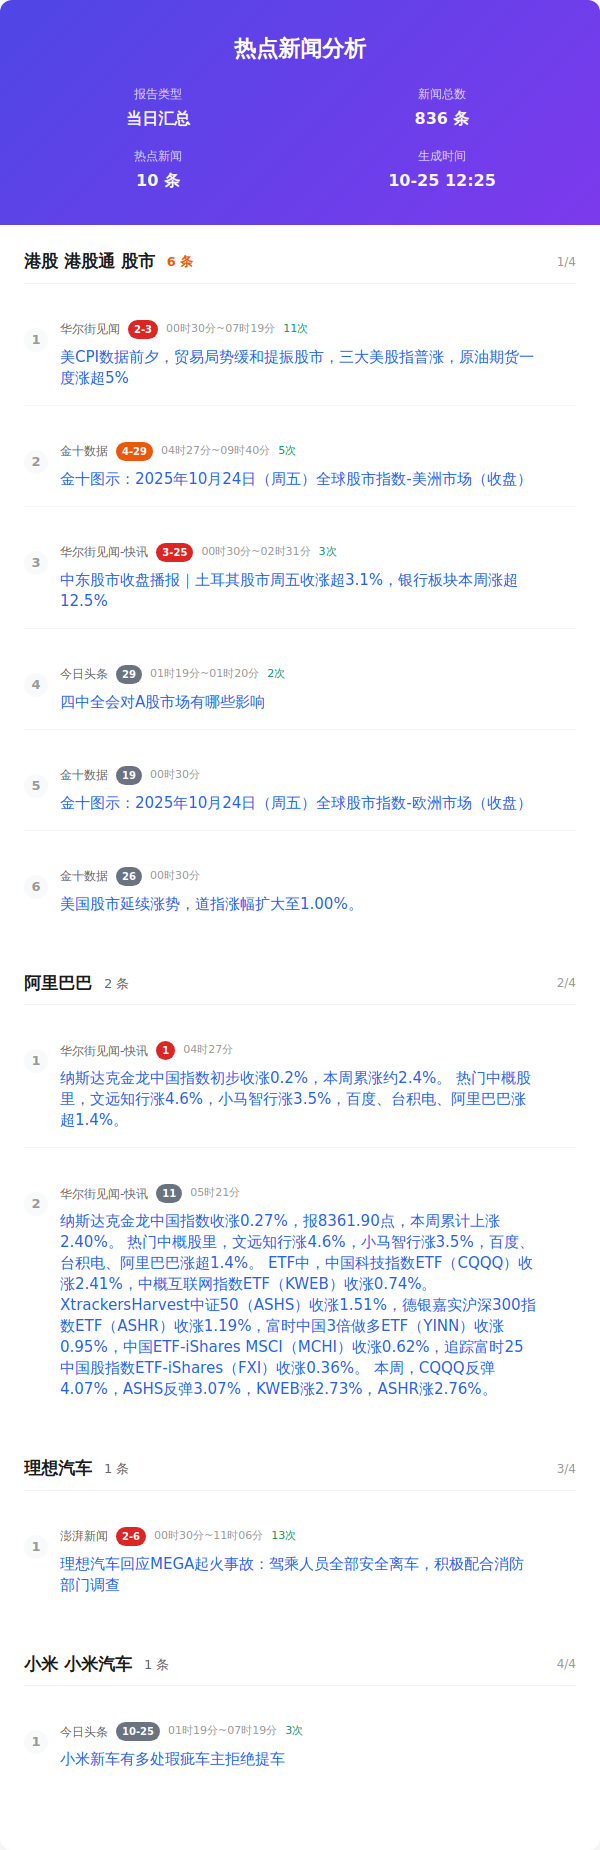 热点新闻分析
报告类型
当日汇总
新闻总数
836 条
热点新闻
10 条
生成时间
10-25 12:25
港股 港股通 股市 6 条 1/4
1 华尔街见闻 2-3 00时30分~07时19分 11次
美CPI数据前夕，贸易局势缓和提振股市，三大美股指普涨，原油期货一
度涨超5%
2 金十数据 4-29 04时27分~09时40分 5次
金十图示：2025年10月24日（周五）全球股市指数-美洲市场（收盘）
3 华尔街见闻-快讯 3-25 00时30分~02时31分 3次
中东股市收盘播报｜土耳其股市周五收涨超3.1%，银行板块本周涨超
12.5%
4 今日头条 29 01时19分~01时20分 2次
四中全会对A股市场有哪些影响
5 金十数据 19 00时30分
金十图示：2025年10月24日（周五）全球股市指数-欧洲市场（收盘）
6 金十数据 26 00时30分
美国股市延续涨势，道指涨幅扩大至1.00%。
阿里巴巴 2 条 2/4
1 华尔街见闻-快讯 1 04时27分
纳斯达克金龙中国指数初步收涨0.2%，本周累涨约2.4%。 热门中概股
里，文远知行涨4.6%，小马智行涨3.5%，百度、台积电、阿里巴巴涨
超1.4%。
2 华尔街见闻-快讯 11 05时21分
纳斯达克金龙中国指数收涨0.27%，报8361.90点，本周累计上涨
2.40%。 热门中概股里，文远知行涨4.6%，小马智行涨3.5%，百度、
台积电、阿里巴巴涨超1.4%。 ETF中，中国科技指数ETF（CQQQ）收
涨2.41%，中概互联网指数ETF（KWEB）收涨0.74%。
XtrackersHarvest中证50（ASHS）收涨1.51%，德银嘉实沪深300指
数ETF（ASHR）收涨1.19%，富时中国3倍做多ETF（YINN）收涨
0.95%，中国ETF-iShares MSCI（MCHI）收涨0.62%，追踪富时25
中国股指数ETF-iShares（FXI）收涨0.36%。 本周，CQQQ反弹
4.07%，ASHS反弹3.07%，KWEB涨2.73%，ASHR涨2.76%。
理想汽车 1 条 3/4
1 澎湃新闻 2-6 00时30分~11时06分 13次
理想汽车回应MEGA起火事故：驾乘人员全部安全离车，积极配合消防
部门调查
小米 小米汽车 1 条 4/4
1 今日头条 10-25 01时19分~07时19分 3次
小米新车有多处瑕疵车主拒绝提车